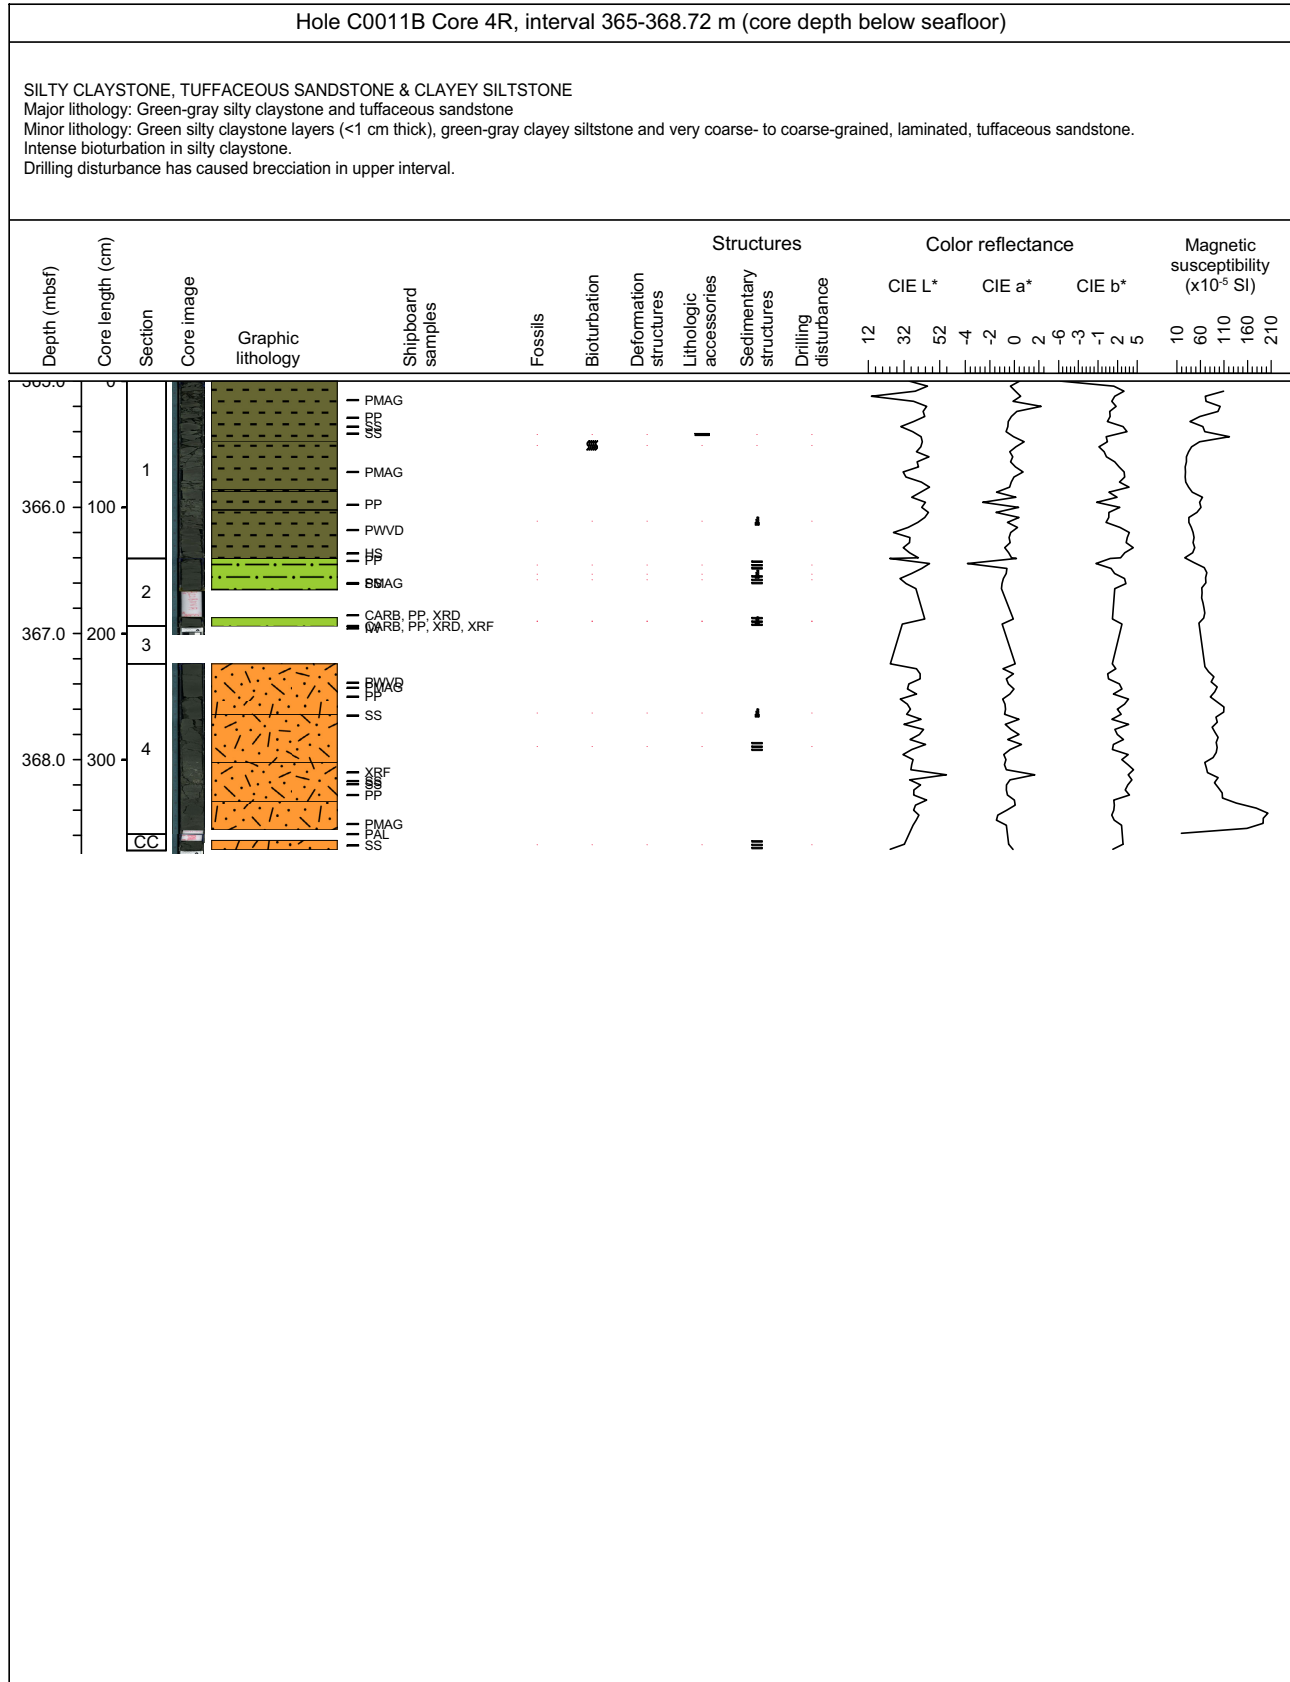 Hole C0011B Core 4R, interval 365-368.72 m (core depth below seafloor)
SILTY CLAYSTONE, TUFFACEOUS SANDSTONE & CLAYEY SILTSTONE
Major lithology: Green-gray silty claystone and tuffaceous sandstone
Minor lithology: Green silty claystone layers (<1 cm thick), green-gray clayey siltstone and very coarse- to coarse-grained, laminated, tuffaceous sandstone.
Intense bioturbation in silty claystone.
Drilling disturbance has caused brecciation in upper interval.
Depth (mbsf)
Core length (cm)
Section
Core image
Graphic
lithology
Shipboard
samples
Structures
Fossils
Bioturbation
Deformation
structures
Lithologic
accessories
Sedimentary
structures
Drilling
disturbance
Color reflectance
CIE L*
CIE a*
CIE b*
Magnetic
susceptibility
(x10-5 SI)
12 32 52
-4 -2 0 2
-6 -3 -1 2 5
10 60 110 160 210
365.0 0
PMAG
PP
SS
SS
1 PMAG
366.0 100 PP
PWVD
HS
PP
2 PMAG
CARB, PP, XRD
CARB, PP, XRD, XRF
367.0 200
3
PWVD
PMAG
PP
SS
4
368.0 300
XRF
SS
SS
PP
PMAG
PAL
CC SS